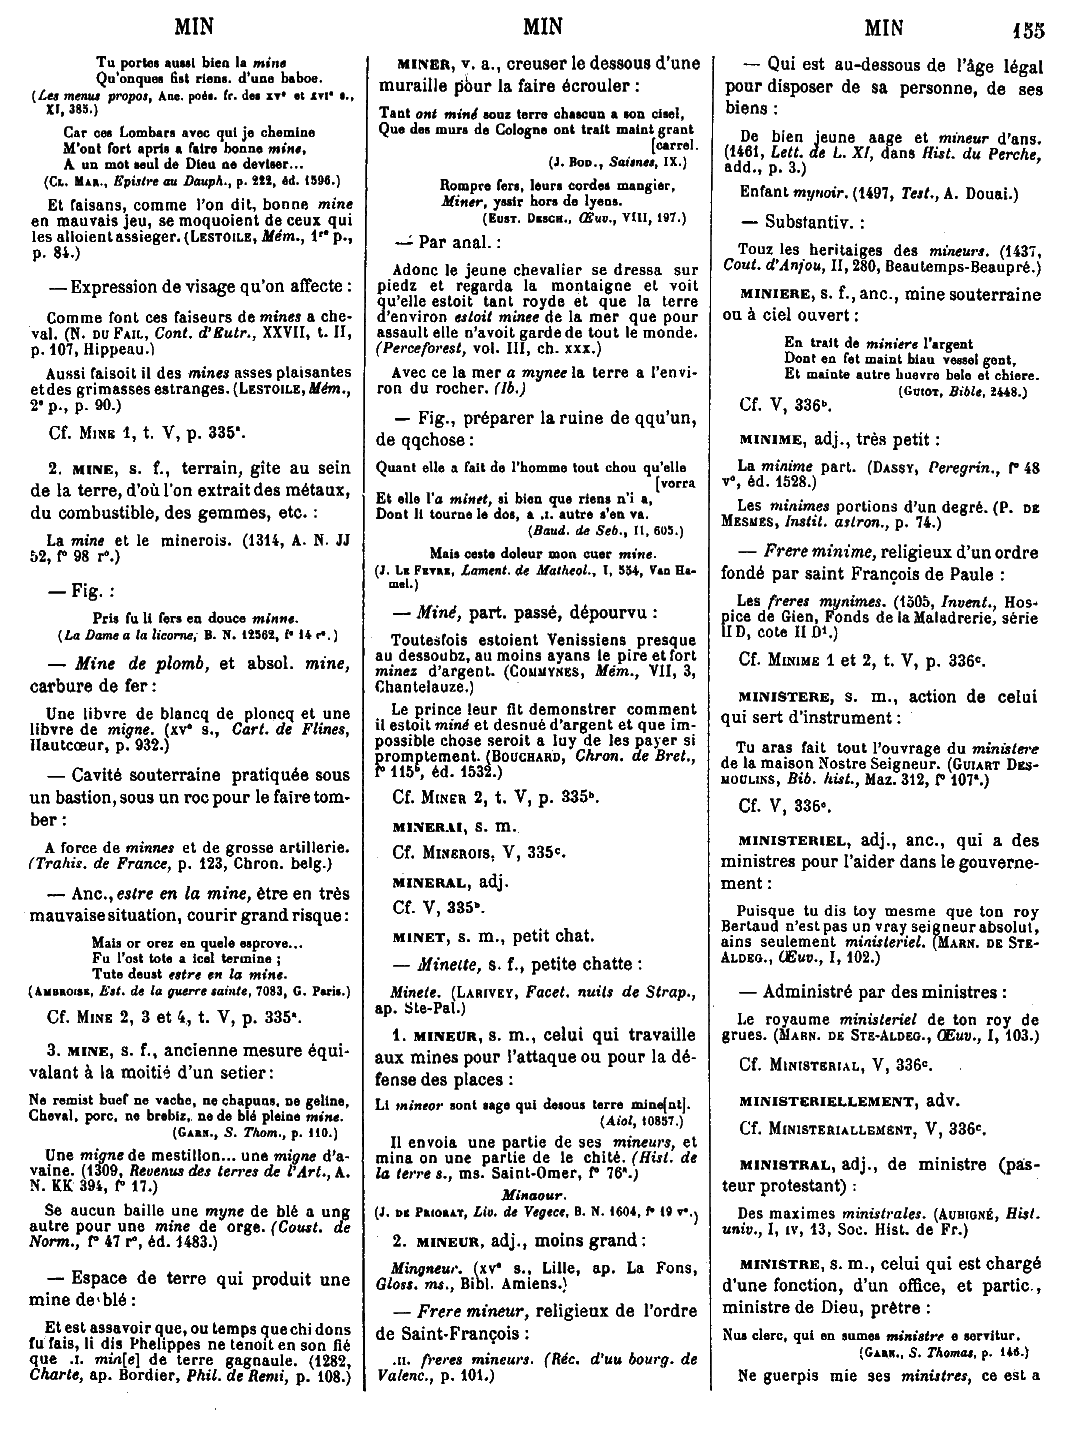 MIN
MIN
MIN 155
Tu portes aussi bien la mine
Qu'onques fist riens. d'une baboe.
(Les menus propos, Anc. poés. fr. des xvᵉ et xvɪᵉ s.,
XI, 385.)
Car ces Lombars avec qui je chemine
M'ont fort apris a faire bonne mine,
A un mot seul de Dieu ne deviser...
(CL. MAR., Epistre au Dauph., p. 222, éd. 1596.)
Et faisans, comme l'on dit, bonne mine
en mauvais jeu, se moquoient de ceux qui
les alloient assieger. (LESTOILE, Mém., 1ʳᵉ p.,
p. 84.)
— Expression de visage qu'on affecte :
Comme font ces faiseurs de mines a che-
val. (N. DU FAIL, Cont. d'Eutr., XXVII, t. II,
p. 107, Hippeau.)
Aussi faisoit il des mines asses plaisantes
et des grimasses estranges. (LESTOILE, Mém.,
2ᵉ p., p. 90.)
Cf. MINE 1, t. V, p. 335ᵃ.
2. MINE, s. f., terrain, gîte au sein
de la terre, d'où l'on extrait des métaux,
du combustible, des gemmes, etc. :
La mine et le minerois. (1314, A. N. JJ
52, fᵒ 98 rᵒ.)
— Fig. :
Pris fu li fers en douce minne.
(La Dame a la licorne, B. N. 12562, fᵒ 14 rᵒ.)
— Mine de plomb, et absol. mine,
carbure de fer :
Une libvre de blancq de ploncq et une
libvre de migne. (xvᵉ s., Cart. de Flines,
Hautcœur, p. 932.)
— Cavité souterraine pratiquée sous
un bastion, sous un roc pour le faire tom-
ber :
A force de minnes et de grosse artillerie.
(Trahis. de France, p. 123, Chron. belg.)
— Anc., estre en la mine, être en très
mauvaise situation, courir grand risque :
Mais or orez en quele esprove...
Fu l'ost tote a icel termine ;
Tute deust estre en la mine.
(AMBROISE, Est. de la guerre sainte, 7083, G. Paris.)
Cf. MINE 2, 3 et 4, t. V, p. 335ᵃ.
3. MINE, s. f., ancienne mesure équi-
valant à la moitié d'un setier :
Ne remist buef ne vache, ne chapuns, ne geline,
Cheval, porc, ne brebiz, ne de blé pleine mine.
(GARN., S. Thom., p. 110.)
Une migne de mestillon... une migne d'a-
vaine. (1309, Revenus des terres de l'Art., A.
N. KK 394, fᵒ 17.)
Se aucun baille une myne de blé a ung
autre pour une mine de orge. (Coust. de
Norm., fᵒ 47 rᵒ, éd. 1483.)
— Espace de terre qui produit une
mine de blé :
Et est assavoir que, ou temps que chi dons
fu fais, li dis Phelippes ne tenoit en son fié
que .I. min[e] de terre gagnaule. (1282,
Charte, ap. Bordier, Phil. de Remi, p. 108.)
MINER, v. a., creuser le dessous d'une
muraille pour la faire écrouler :
Tant ont miné souz terre chascun a son cisel,
Que des murs de Cologne ont trait maint grant
[carrel.
(J. BOD., Saisnes, IX.)
Rompre fers, leurs cordes mangier,
Miner, yssir hors de lyens.
(EUST. DESCH., Œuv., VIII, 197.)
— Par anal. :
Adonc le jeune chevalier se dressa sur
piedz et regarda la montaigne et voit
qu'elle estoit tant royde et que la terre
d'environ estoit minee de la mer que pour
assault elle n'avoit garde de tout le monde.
(Perceforest, vol. III, ch. xxx.)
Avec ce la mer a mynee la terre a l'envi-
ron du rocher. (Ib.)
— Fig., préparer la ruine de qqu'un,
de qqchose :
Quant elle a fait de l'homme tout chou qu'elle
[vorra
Et elle l'a minet, si bien que riens n'i a,
Dont li tourne le dos, a .I. autre s'en va.
(Baud. de Seb., II, 605.)
Mais ceste doleur mon cuer mine.
(J. LE FEVRE, Lament. de Matheol., I, 554, Van Ha-
mel.)
— Miné, part. passé, dépourvu :
Toutesfois estoient Venissiens presque
au dessoubz, au moins ayans le pire et fort
minez d'argent. (COMMYNES, Mém., VII, 3,
Chantelauze.)
Le prince leur fit demonstrer comment
il estoit miné et desnué d'argent et que im-
possible chose seroit a luy de les payer si
promptement. (BOUCHARD, Chron. de Bret.,
fᵒ 115ᵇ, éd. 1532.)
Cf. MINER 2, t. V, p. 335ᵇ.
MINERAI, s. m.
Cf. MINEROIS, V, 335ᶜ.
MINERAL, adj.
Cf. V, 335ᵇ.
MINET, s. m., petit chat.
— Minette, s. f., petite chatte :
Minete. (LARIVEY, Facet. nuits de Strap.,
ap. Ste-Pal.)
1. MINEUR, s. m., celui qui travaille
aux mines pour l'attaque ou pour la dé-
fense des places :
Li mineor sont sage qui desous terre mine[nt].
(Aiol, 10857.)
Il envoia une partie de ses mineurs, et
mina on une partie de le chité. (Hist. de
la terre s., ms. Saint-Omer, fᵒ 76ᵃ.)
Minaour.
(J. DE PRIORAT, Liv. de Vegece, B. N. 1604, fᵒ 19 vᵒ.)
2. MINEUR, adj., moins grand :
Mingneur. (xvᵉ s., Lille, ap. La Fons,
Gloss. ms., Bibl. Amiens.)
— Frere mineur, religieux de l'ordre
de Saint-François :
.II. freres mineurs. (Réc. d'uu bourg. de
Valenc., p. 101.)
— Qui est au-dessous de l'âge légal
pour disposer de sa personne, de ses
biens :
De bien jeune aage et mineur d'ans.
(1461, Lett. de L. XI, dans Hist. du Perche,
add., p. 3.)
Enfant mynoir. (1497, Test., A. Douai.)
— Substantiv. :
Touz les heritaiges des mineurs. (1437,
Cout. d'Anjou, II, 280, Beautemps-Beaupré.)
MINIERE, s. f., anc., mine souterraine
ou à ciel ouvert :
En trait de miniere l'argent
Dont en fet maint biau vessel gent,
Et mainte autre huevre bele et chiere.
(GUIOT, Bible, 2448.)
Cf. V, 336ᵇ.
MINIME, adj., très petit :
La minime part. (DASSY, Peregrin., fᵒ 48
vᵒ, éd. 1528.)
Les minimes portions d'un degré. (P. DE
MESMES, Instit. astron., p. 74.)
— Frere minime, religieux d'un ordre
fondé par saint François de Paule :
Les freres mynimes. (1505, Invent., Hos-
pice de Gien, Fonds de la Maladrerie, série
II D, cote II D¹.)
Cf. MINIME 1 et 2, t. V, p. 336ᶜ.
MINISTERE, s. m., action de celui
qui sert d'instrument :
Tu aras fait tout l'ouvrage du ministere
de la maison Nostre Seigneur. (GUIART DES-
MOULINS, Bib. hist., Maz. 312, fᵒ 107ᵃ.)
Cf. V, 336ᶜ.
MINISTERIEL, adj., anc., qui a des
ministres pour l'aider dans le gouverne-
ment :
Puisque tu dis toy mesme que ton roy
Bertaud n'est pas un vray seigneur absolut,
ains seulement ministeriel. (MARN. DE STE-
ALDEG., Œuv., I, 102.)
— Administré par des ministres :
Le royaume ministeriel de ton roy de
grues. (MARN. DE STE-ALDEG., Œuv., I, 103.)
Cf. MINISTERIAL, V, 336ᶜ.
MINISTERIELLEMENT, adv.
Cf. MINISTERIALLEMENT, V, 336ᶜ.
MINISTRAL, adj., de ministre (pas-
teur protestant) :
Des maximes ministrales. (AUBIGNÉ, Hist.
univ., I, IV, 13, Soc. Hist. de Fr.)
MINISTRE, s. m., celui qui est chargé
d'une fonction, d'un office, et partic.,
ministre de Dieu, prêtre :
Nus clerc, qui en sumes ministre e servitur.
(GARN., S. Thomas, p. 146.)
Ne guerpis mie ses ministres, ce est a